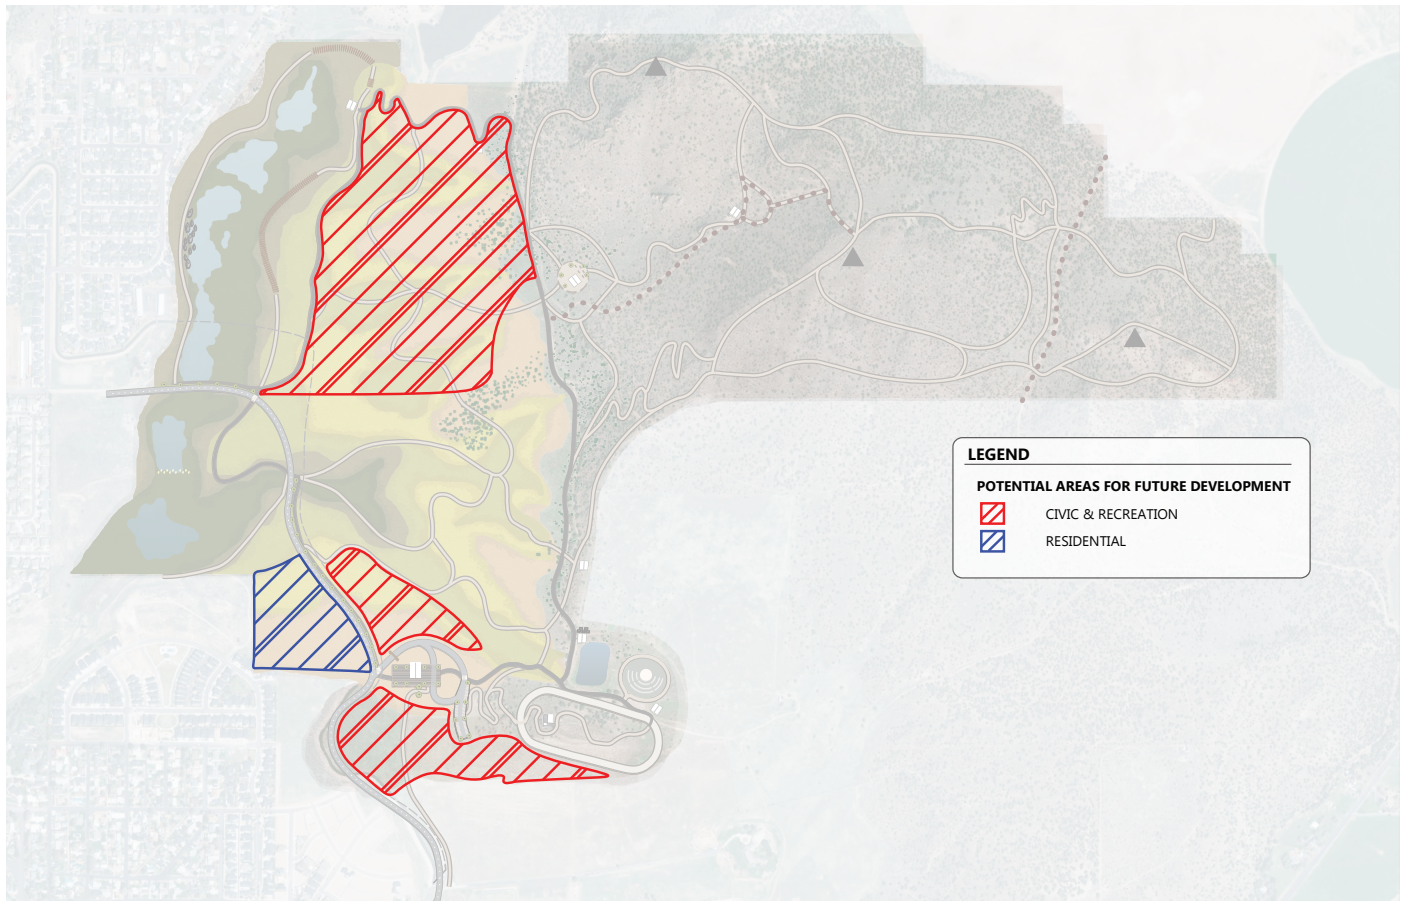 LEGEND
POTENTIAL AREAS FOR FUTURE DEVELOPMENT
CIVIC & RECREATION
RESIDENTIAL